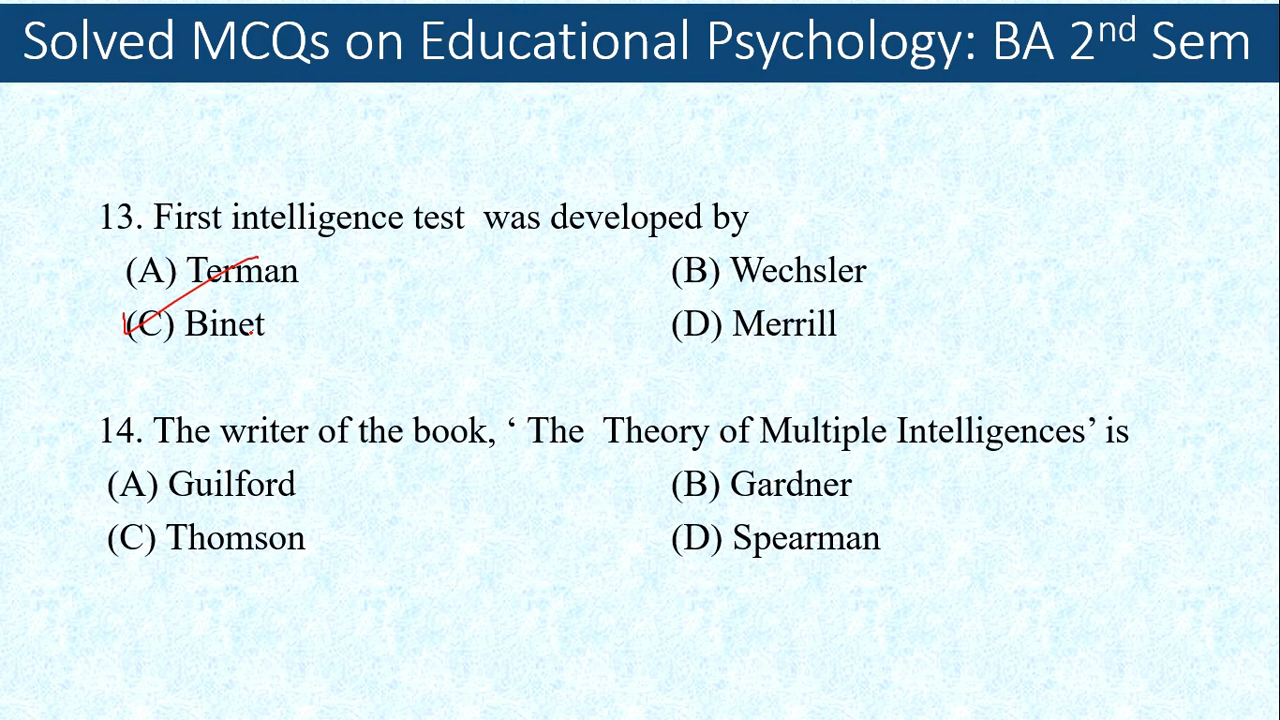 Solved MCQs on Educational Psychology: BA 2nd Sem
13. First intelligence test  was developed by
(A) Terman (B) Wechsler
(C) Binet (D) Merrill
14. The writer of the book, ‘ The  Theory of Multiple Intelligences’ is
(A) Guilford (B) Gardner
(C) Thomson (D) Spearman